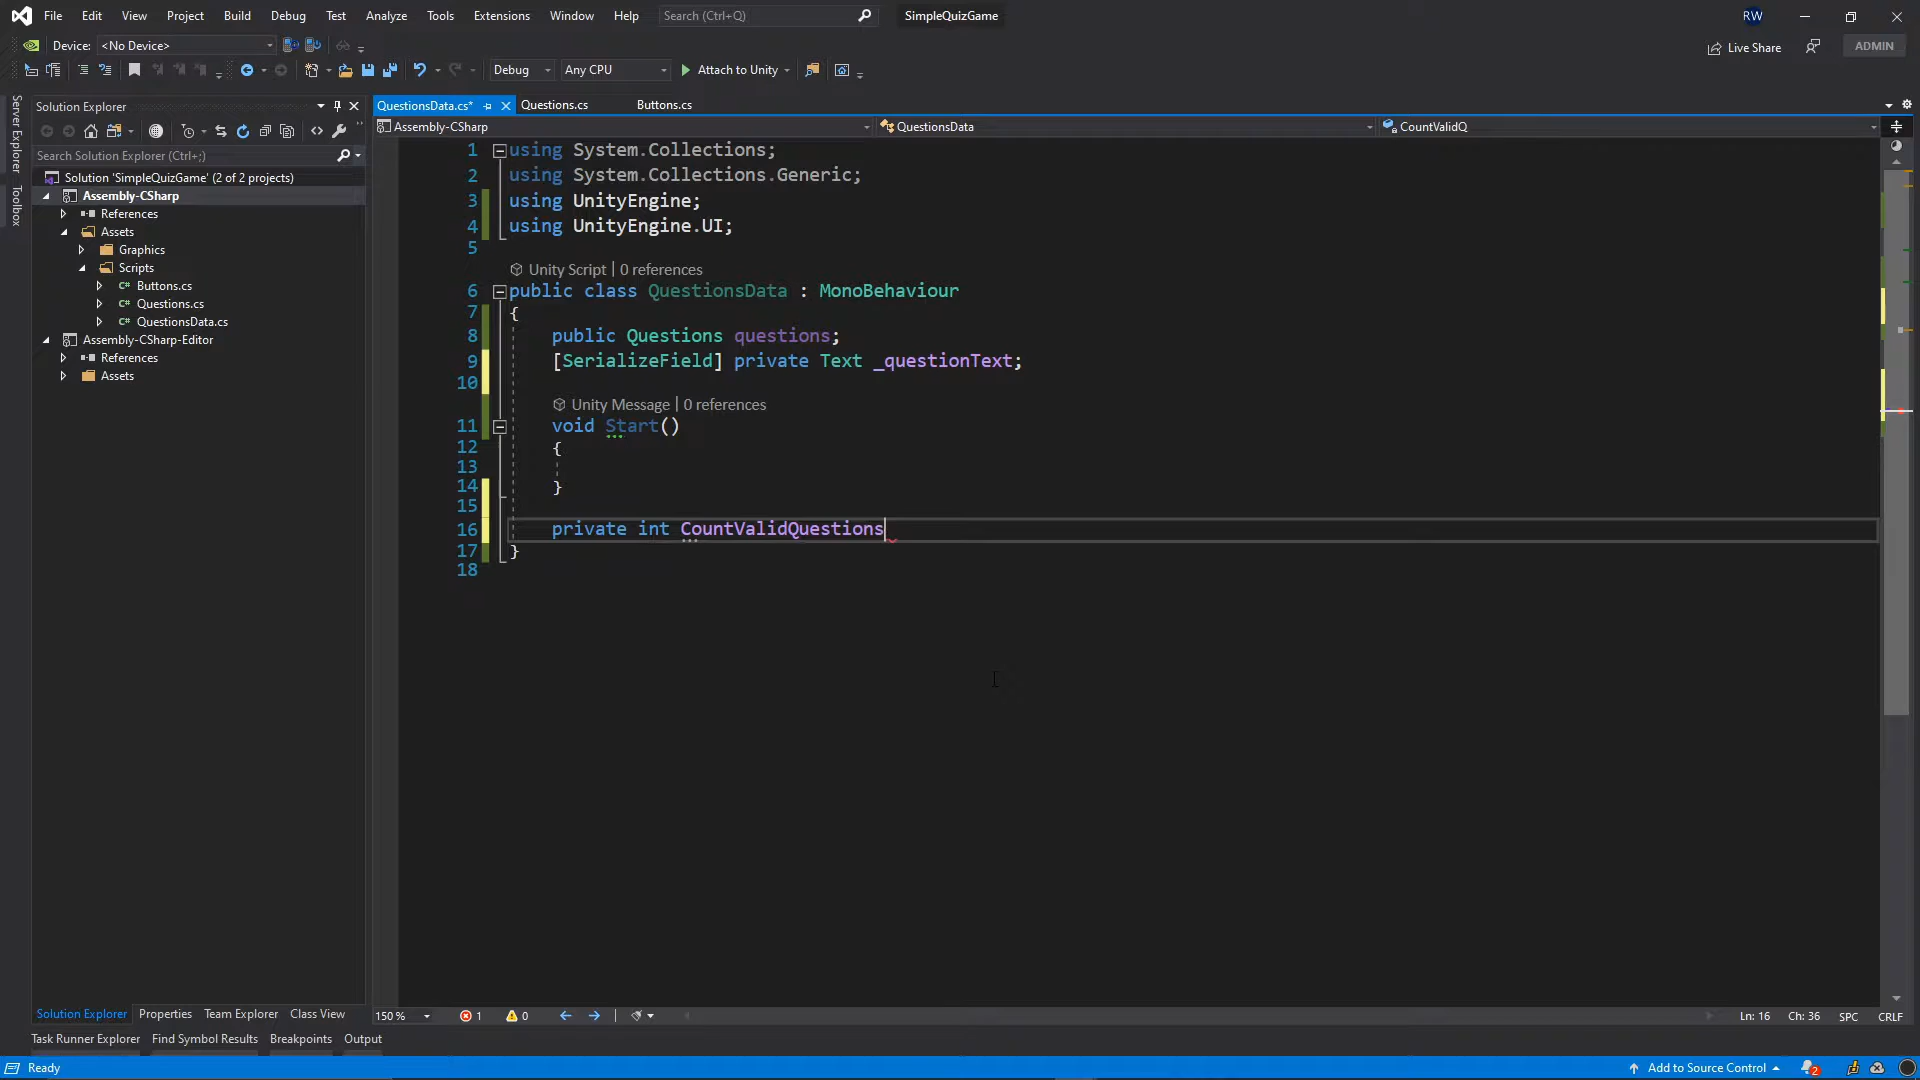 File Edit View Project Build Debug Test Analyze Tools Extensions Window Help Search (Ctrl+Q) SimpleQuizGame RW
Device: <No Device> Live Share ADMIN
Debug Any CPU Attach to Unity
Server Explorer
Toolbox
Solution Explorer
Search Solution Explorer (Ctrl+;)
Solution 'SimpleQuizGame' (2 of 2 projects)
Assembly-CSharp
References
Assets
Graphics
Scripts
C# Buttons.cs
C# Questions.cs
C# QuestionsData.cs
Assembly-CSharp-Editor
References
Assets
QuestionsData.cs* Questions.cs Buttons.cs
Assembly-CSharp QuestionsData CountValidQ
1 using System.Collections;
2 using System.Collections.Generic;
3 using UnityEngine;
4 using UnityEngine.UI;
5
Unity Script | 0 references
6 public class QuestionsData : MonoBehaviour
7 {
8 public Questions questions;
9 [SerializeField] private Text _questionText;
10
Unity Message | 0 references
11 void Start()
12 {
13
14 }
15
16 private int CountValidQuestions
17 }
18
Solution Explorer Properties Team Explorer Class View
150 % 1 0 Ln: 16 Ch: 36 SPC CRLF
Task Runner Explorer Find Symbol Results Breakpoints Output
Ready Add to Source Control 2